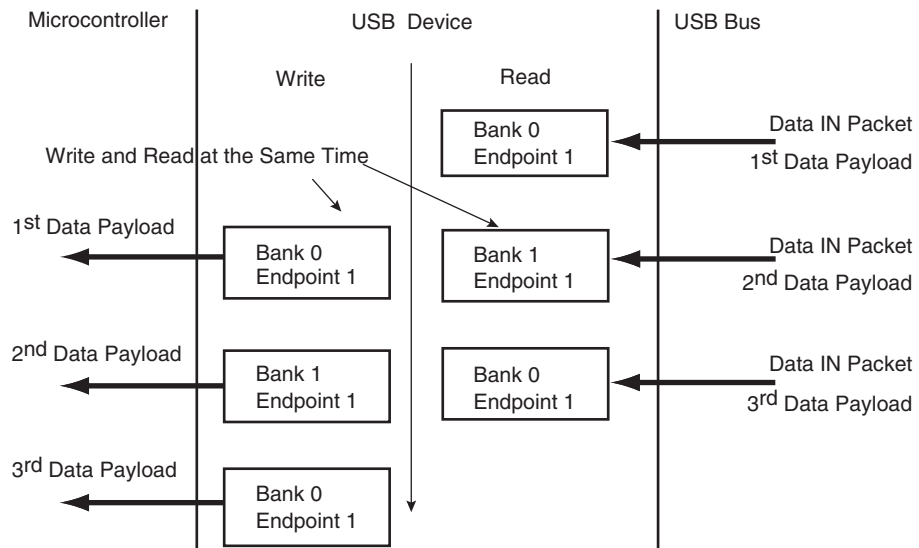 Microcontroller
USB Device
USB Bus
Write
Read
Bank 0
Endpoint 1
Data IN Packet
1st Data Payload
Write and Read at the Same Time
1st Data Payload
Bank 0
Endpoint 1
Bank 1
Endpoint 1
Data IN Packet
2nd Data Payload
2nd Data Payload
Bank 1
Endpoint 1
Bank 0
Endpoint 1
Data IN Packet
3rd Data Payload
3rd Data Payload
Bank 0
Endpoint 1